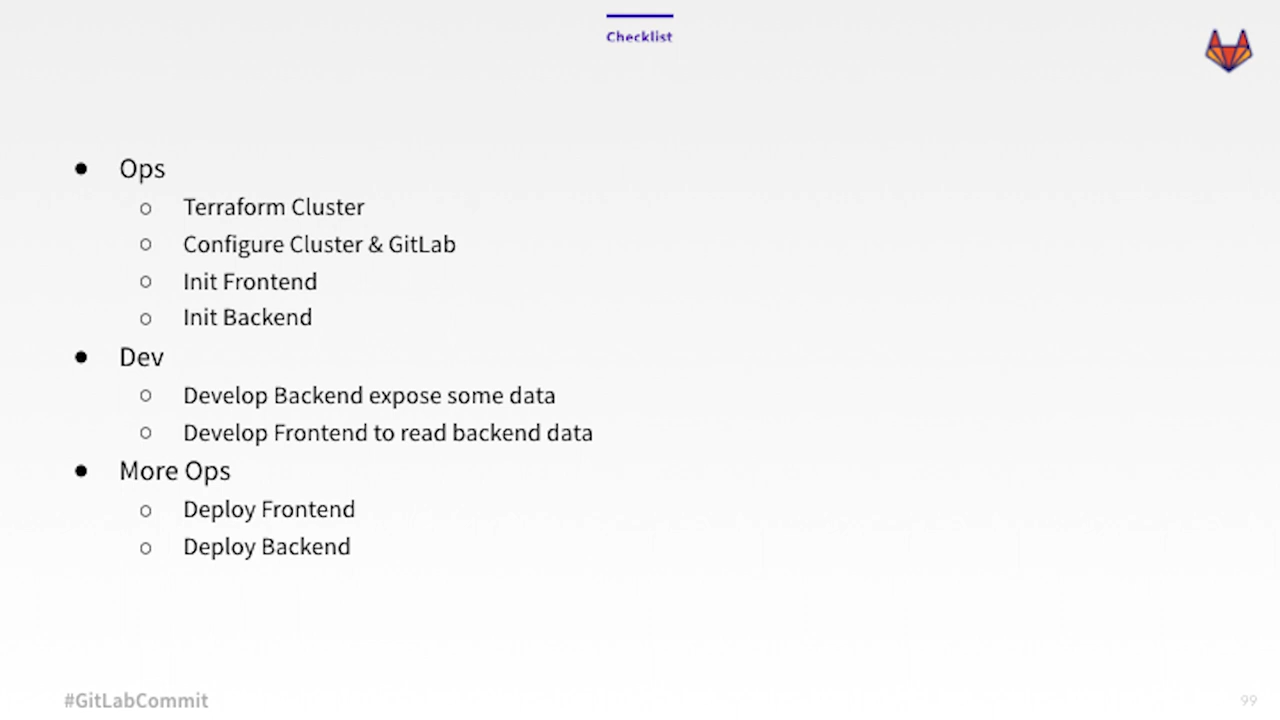 Checklist
● Ops
○ Terraform Cluster
○ Configure Cluster & GitLab
○ Init Frontend
○ Init Backend
● Dev
○ Develop Backend expose some data
○ Develop Frontend to read backend data
● More Ops
○ Deploy Frontend
○ Deploy Backend
#GitLabCommit
99